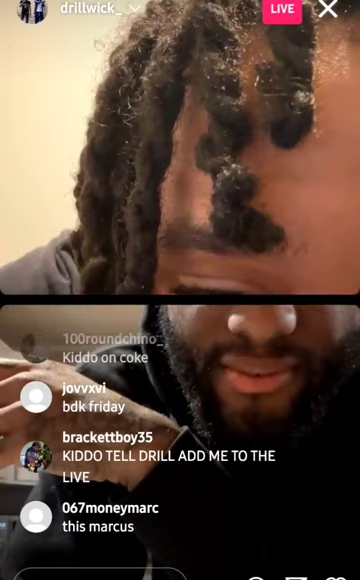 drillwick_
LIVE
100roundchino_
Kiddo on coke
jovvxvi
bdk friday
brackettboy35
KIDDO TELL DRILL ADD ME TO THE
LIVE
067moneymarc
this marcus